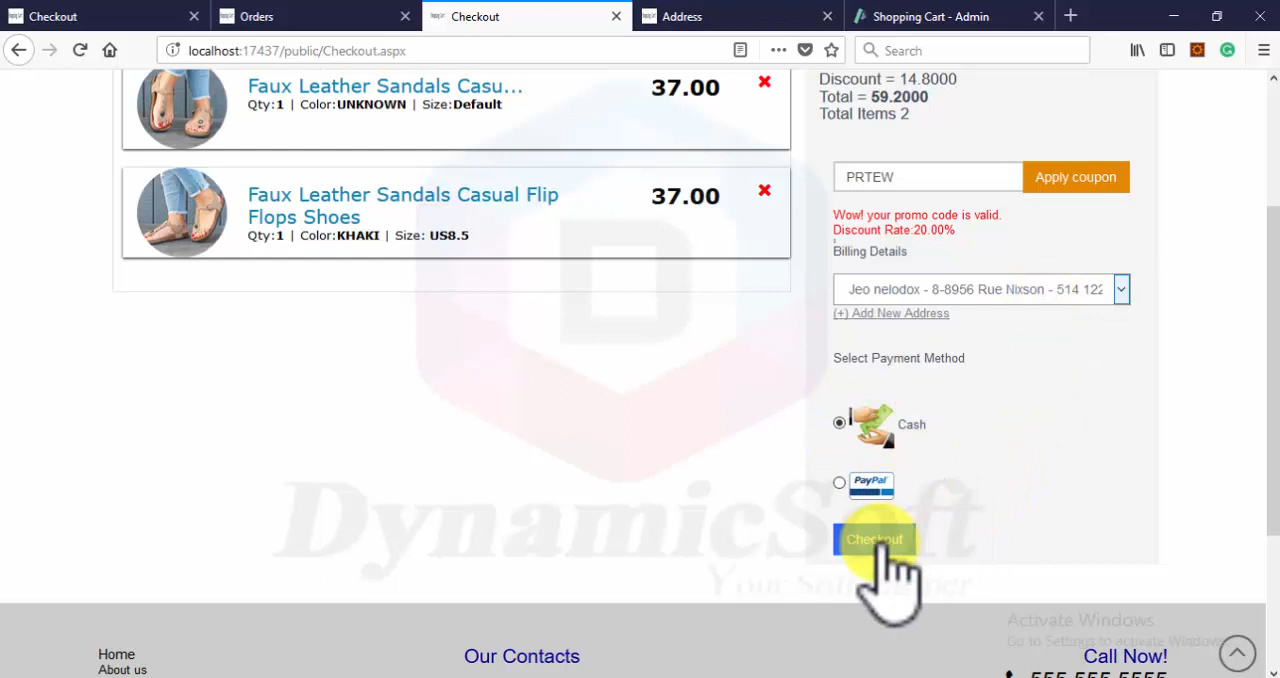 Checkout
Orders
Checkout
Address
Shopping Cart - Admin
localhost:17437/public/Checkout.aspx
Search
Faux Leather Sandals Casu...
37.00
Qty:1 | Color:UNKNOWN | Size:Default
Faux Leather Sandals Casual Flip
Flops Shoes
37.00
Qty:1 | Color:KHAKI | Size: US8.5
Discount = 14.8000
Total = 59.2000
Total Items 2
PRTEW
Apply coupon
Wow! your promo code is valid.
Discount Rate:20.00%
Billing Details
Jeo nelodox - 8-8956 Rue Nixson - 514 122
(+) Add New Address
Select Payment Method
Cash
PayPal
Checkout
DynamicSoft
Activate Windows
Go to Settings to activate Windows.
Home
About us
Our Contacts
Call Now!
555 555 5555